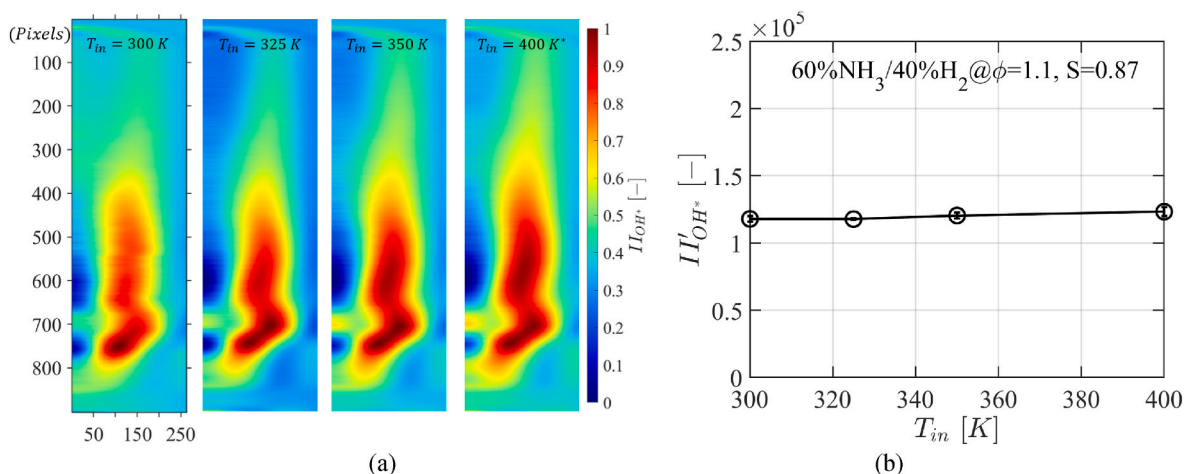 (Pixels)
100
200
300
400
500
600
700
800
50 150 250
T_in = 300 K
T_in = 325 K
T_in = 350 K
T_in = 400 K*
1
0.9
0.8
0.7
0.6
0.5
0.4
0.3
0.2
0.1
0
II_OH* [−]
(a)
×10⁵
2.5
2
1.5
1
0.5
0
II′_OH* [−]
60%NH₃/40%H₂@ϕ=1.1, S=0.87
300 320 340 360 380 400
T_in [K]
(b)